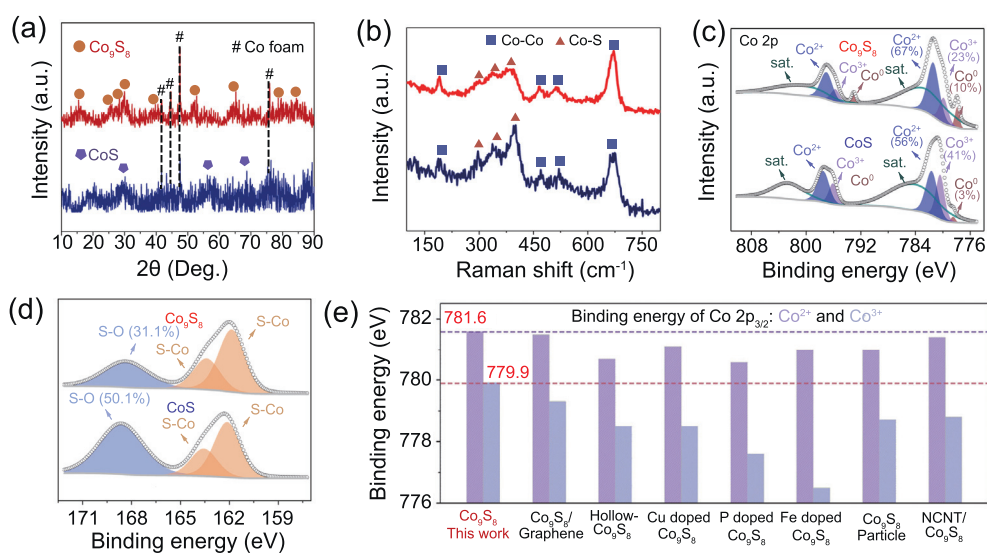 (a)
Co₉S₈
# Co foam
#
#
#
#
CoS
Intensity (a.u.)
10 20 30 40 50 60 70 80 90
2θ (Deg.)
(b)
Co-Co Co-S
Intensity (a.u.)
150 300 450 600 750
Raman shift (cm⁻¹)
(c)
Co 2p
Co²⁺
Co₉S₈
Co²⁺
(67%)
Co³⁺
(23%)
sat.
Co³⁺
Co⁰
sat.
Co⁰
(10%)
Co²⁺
CoS
Co²⁺
(56%)
Co³⁺
(41%)
sat.
Co³⁺
Co⁰
sat.
Co⁰
(3%)
Intensity (a.u.)
808 800 792 784 776
Binding energy (eV)
(d)
Co₉S₈
S-O (31.1%)
S-Co
S-Co
S-O (50.1%)
CoS
S-Co
S-Co
Intensity (a.u.)
171 168 165 162 159
Binding energy (eV)
(e)
Binding energy of Co 2p₃/₂: Co²⁺ and Co³⁺
781.6
779.9
Binding energy (eV)
782
780
778
776
Co₉S₈
This work
Co₉S₈/
Graphene
Hollow-
Co₉S₈
Cu doped
Co₉S₈
P doped
Co₉S₈
Fe doped
Co₉S₈
Co₉S₈
Particle
NCNT/
Co₉S₈